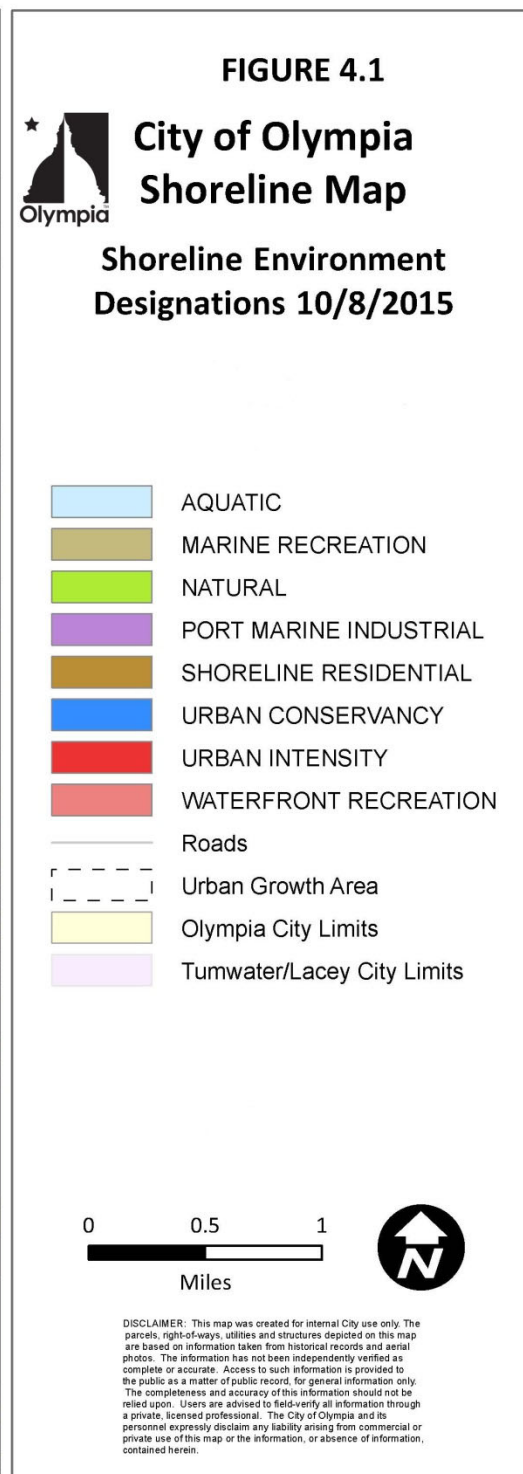 FIGURE 4.1
City of Olympia
Shoreline Map
Olympia
Shoreline Environment
Designations 10/8/2015
AQUATIC
MARINE RECREATION
NATURAL
PORT MARINE INDUSTRIAL
SHORELINE RESIDENTIAL
URBAN CONSERVANCY
URBAN INTENSITY
WATERFRONT RECREATION
Roads
Urban Growth Area
Olympia City Limits
Tumwater/Lacey City Limits
0 0.5 1
Miles
N
DISCLAIMER: This map was created for internal City use only. The
parcels, right-of-ways, utilities and structures depicted on this map
are based on information taken from historical records and aerial
photos. The information has not been independently verified as
complete or accurate. Access to such information is provided to
the public as a matter of public record, for general information only.
The completeness and accuracy of this information should not be
relied upon. Users are advised to field-verify all information through
a private, licensed professional. The City of Olympia and its
personnel expressly disclaim any liability arising from commercial or
private use of this map or the information, or absence of information,
contained herein.